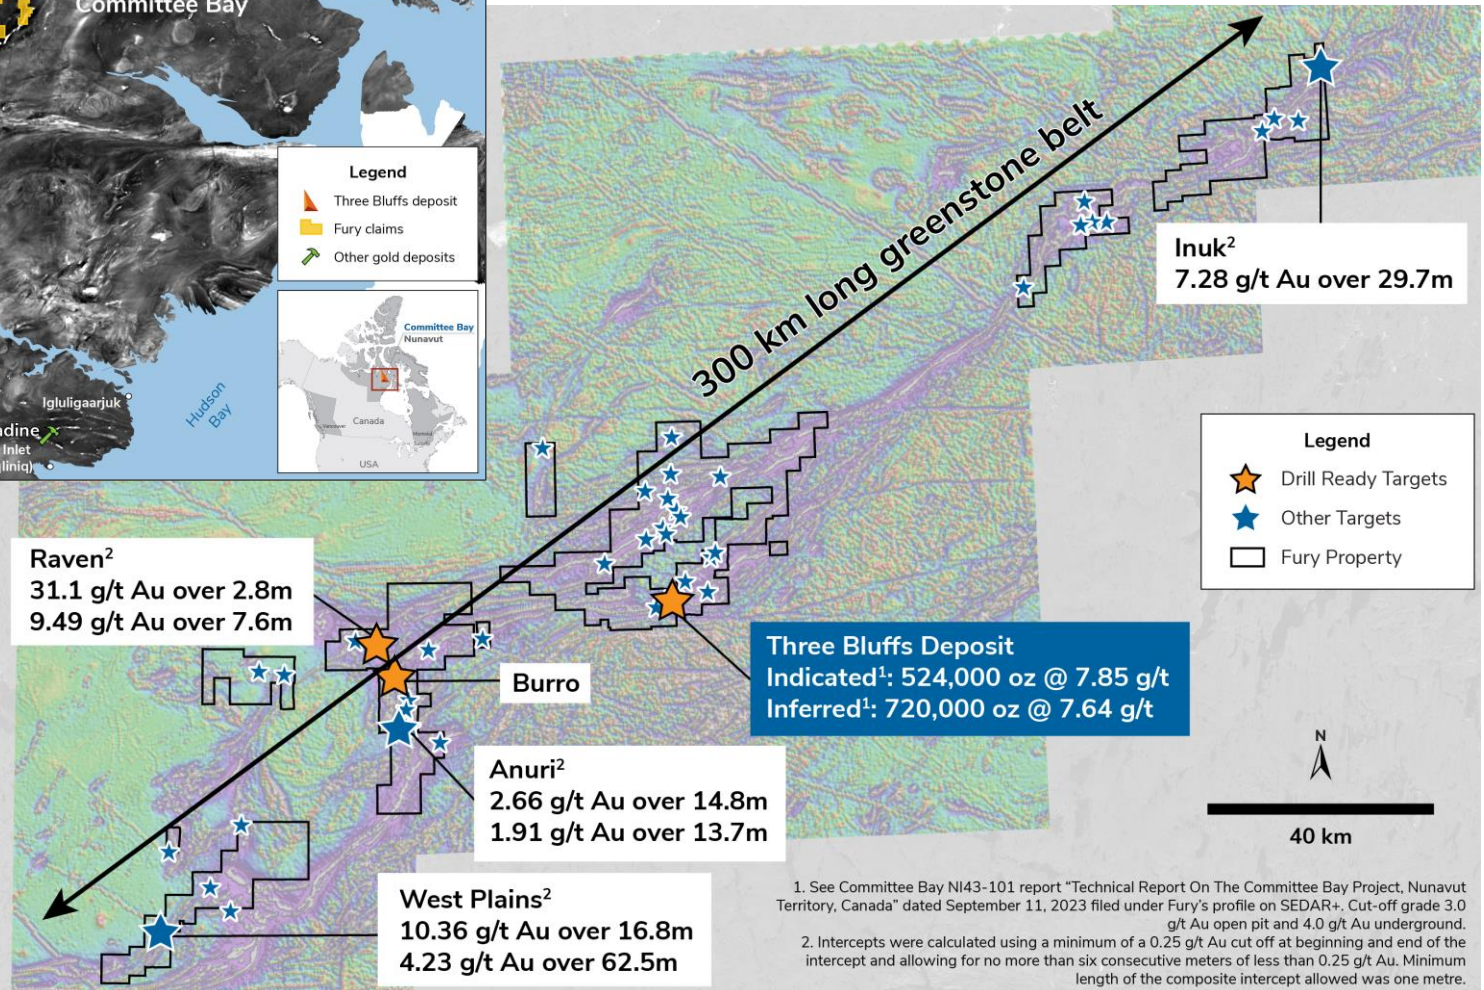 Committee Bay
Legend
Three Bluffs deposit
Fury claims
Other gold deposits
Committee Bay
Nunavut
Canada
USA
Igluligaarjuk
Hudson
Bay
Inlet
300 km long greenstone belt
Inuk²
7.28 g/t Au over 29.7m
Legend
Drill Ready Targets
Other Targets
Fury Property
Raven²
31.1 g/t Au over 2.8m
9.49 g/t Au over 7.6m
Burro
Three Bluffs Deposit
Indicated¹: 524,000 oz @ 7.85 g/t
Inferred¹: 720,000 oz @ 7.64 g/t
Anuri²
2.66 g/t Au over 14.8m
1.91 g/t Au over 13.7m
West Plains²
10.36 g/t Au over 16.8m
4.23 g/t Au over 62.5m
N
40 km
1. See Committee Bay NI43-101 report “Technical Report On The Committee Bay Project, Nunavut
Territory, Canada” dated September 11, 2023 filed under Fury’s profile on SEDAR+. Cut-off grade 3.0
g/t Au open pit and 4.0 g/t Au underground.
2. Intercepts were calculated using a minimum of a 0.25 g/t Au cut off at beginning and end of the
intercept and allowing for no more than six consecutive meters of less than 0.25 g/t Au. Minimum
length of the composite intercept allowed was one metre.